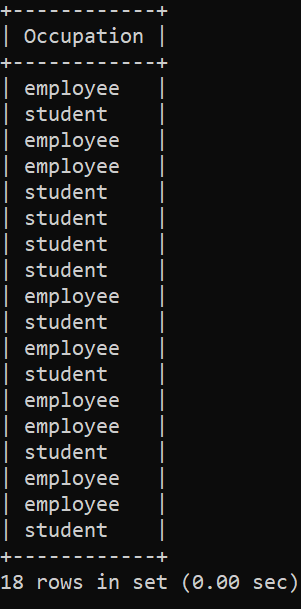 +------------+
| Occupation |
+------------+
| employee   |
| student    |
| employee   |
| employee   |
| student    |
| student    |
| student    |
| student    |
| employee   |
| student    |
| employee   |
| student    |
| employee   |
| employee   |
| student    |
| employee   |
| employee   |
| student    |
+------------+
18 rows in set (0.00 sec)